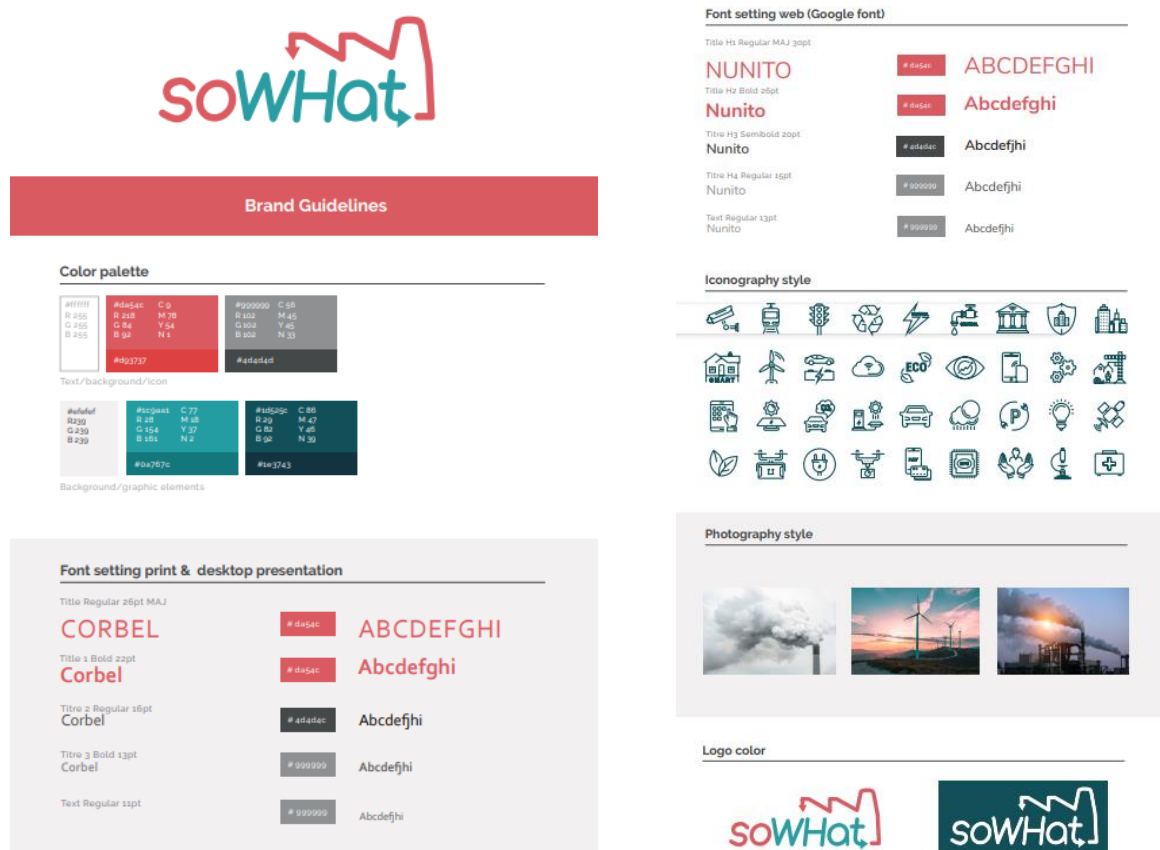 soWHat
Brand Guidelines
Color palette
#ffffff
R 255
G 255
B 255
#da54c C 9
R 218 M 78
G 84 Y 54
B 92 N 1
#d93737
#999999 C 56
R 102 M 45
G 102 Y 45
B 102 N 33
#4d4d4d
Text/background/icon
#efefef
R239
G 239
B 239
#1c9aa1 C 77
R 28 M 18
G 154 Y 37
B 161 N 2
#0a767c
#1d525c C 86
R 29 M 47
G 82 Y 46
B 92 N 39
#1e3743
Background/graphic elements
Font setting print & desktop presentation
Title Regular 26pt MAJ
CORBEL # da54c ABCDEFGHI
Title 1 Bold 22pt
Corbel # da54c Abcdefghi
Titre 2 Regular 16pt
Corbel # 4d4d4c Abcdefjhi
Titre 3 Bold 13pt
Corbel # 999999 Abcdefjhi
Text Regular 11pt
# 999999 Abcdefjhi
Font setting web (Google font)
Title H1 Regular MAJ 30pt
NUNITO # da54c ABCDEFGHI
Title H2 Bold 26pt
Nunito # da54c Abcdefghi
Titre H3 Semibold 20pt
Nunito # 4d4d4c Abcdefjhi
Titre H4 Regular 15pt
Nunito # 999999 Abcdefjhi
Text Regular 13pt
Nunito # 999999 Abcdefjhi
Iconography style
SMART
ECO
P
Photography style
Logo color
soWHat
soWHat